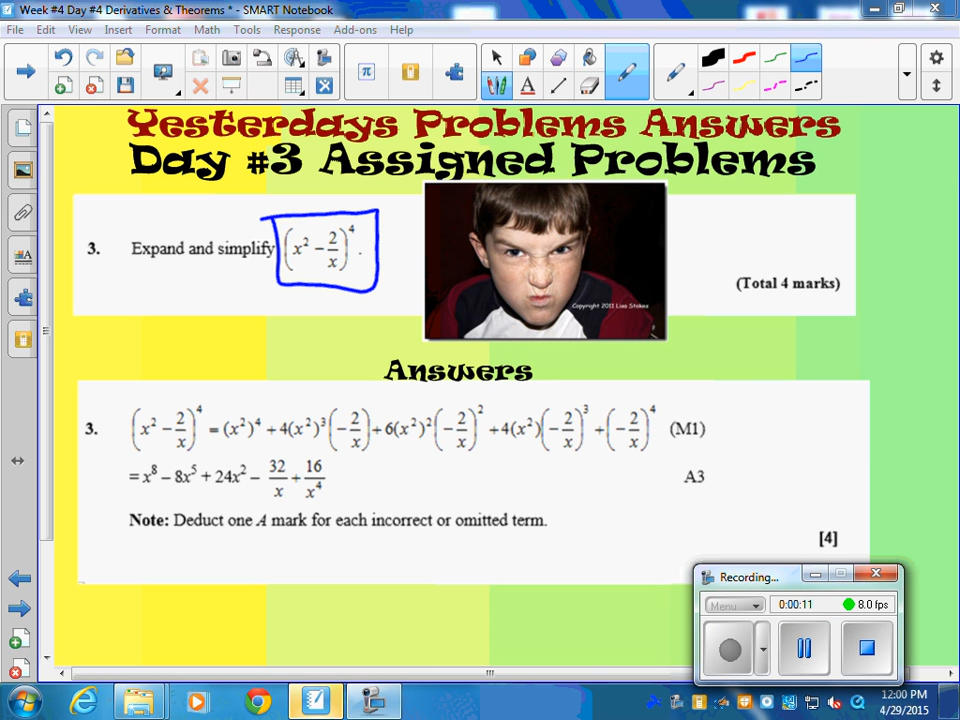 Week #4 Day #4 Derivatives & Theorems * - SMART Notebook
File Edit View Insert Format Math Tools Response Add-ons Help
Yesterdays Problems Answers
Day #3 Assigned Problems
3. Expand and simplify (x² − 2/x)⁴.
(Total 4 marks)
Copyright 2011 Liza Stokes
Answers
3. (x² − 2/x)⁴ = (x²)⁴ + 4(x²)³(−2/x) + 6(x²)²(−2/x)² + 4(x²)(−2/x)³ + (−2/x)⁴ (M1)
= x⁸ − 8x⁵ + 24x² − 32/x + 16/x⁴ A3
Note: Deduct one A mark for each incorrect or omitted term.
[4]
Recording...
Menu 0:00:11 8.0 fps
12:00 PM
4/29/2015